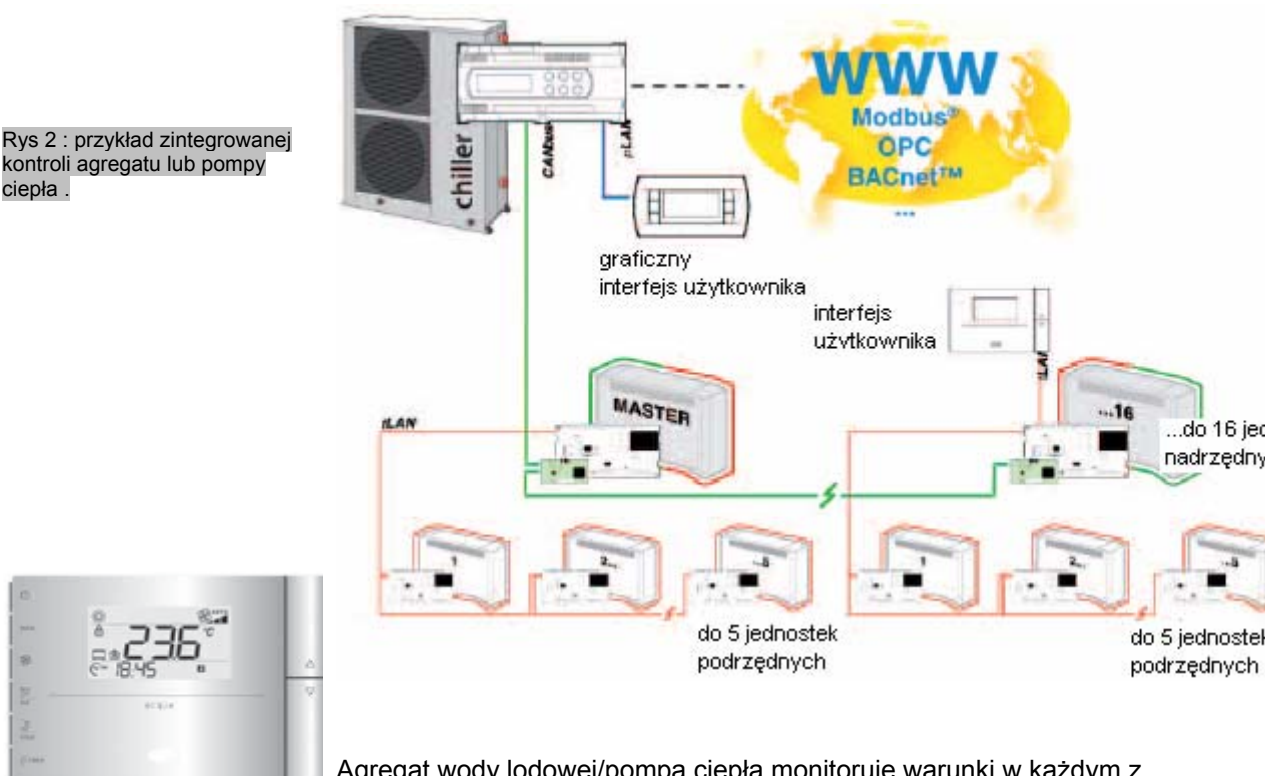 Rys 2 : przykład zintegrowanej
kontroli agregatu lub pompy
ciepła .
chiller
CANbus
pLAN
WWW
Modbus®
OPC
BACnet™
...
graficzny
interfejs użytkownika
interfejs
użytkownika
tLAN
tLAN
MASTER
...16
...do 16 jed
nadrzędny
1
2...
...5
1
2...
do 5 jednostek
podrzędnych
do 5 jednostek
podrzędnych
23.6 °C
18:45
Agregat wody lodowej/pompa ciepła monitoruje warunki w każdym z